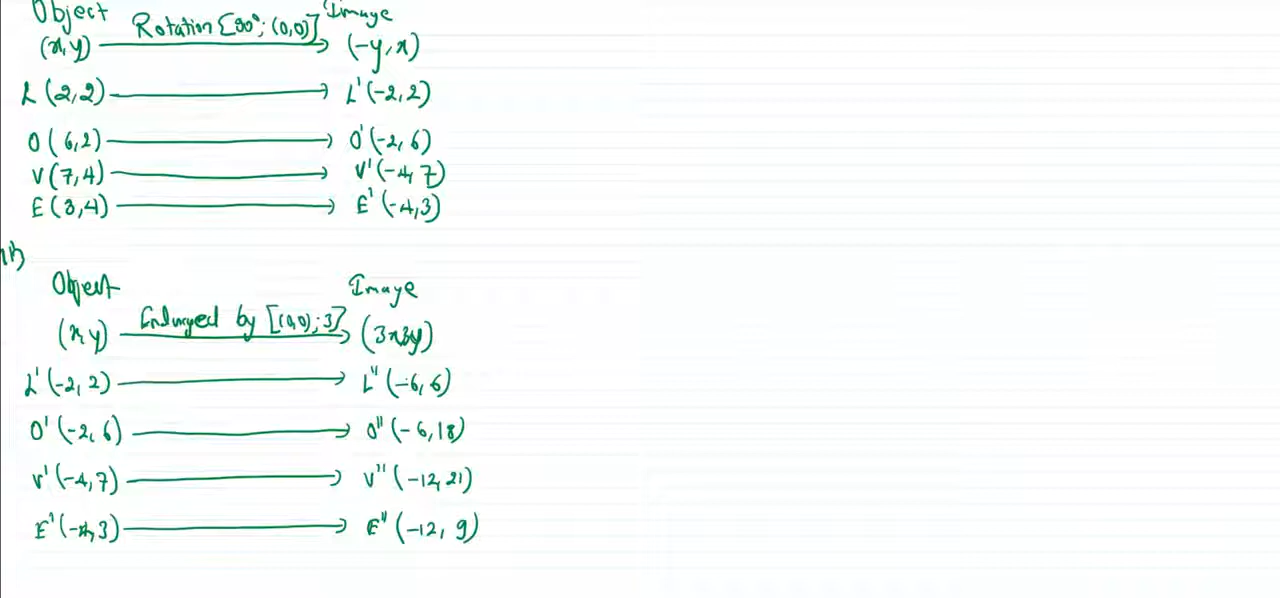 Object Rotation [90°; (0,0)] Image
(x,y) (-y,x)
L (2,2) L'(-2,2)
O (6,2) O'(-2,6)
V (7,4) V'(-4,7)
E (3,4) E'(-4,3)
Object Image
(x,y) Enlarged by [(0,0);3] (3x3y)
L'(-2,2) L"(-6,6)
O'(-2,6) O"(-6,18)
V'(-4,7) V"(-12,21)
E'(-4,3) E"(-12, 9)